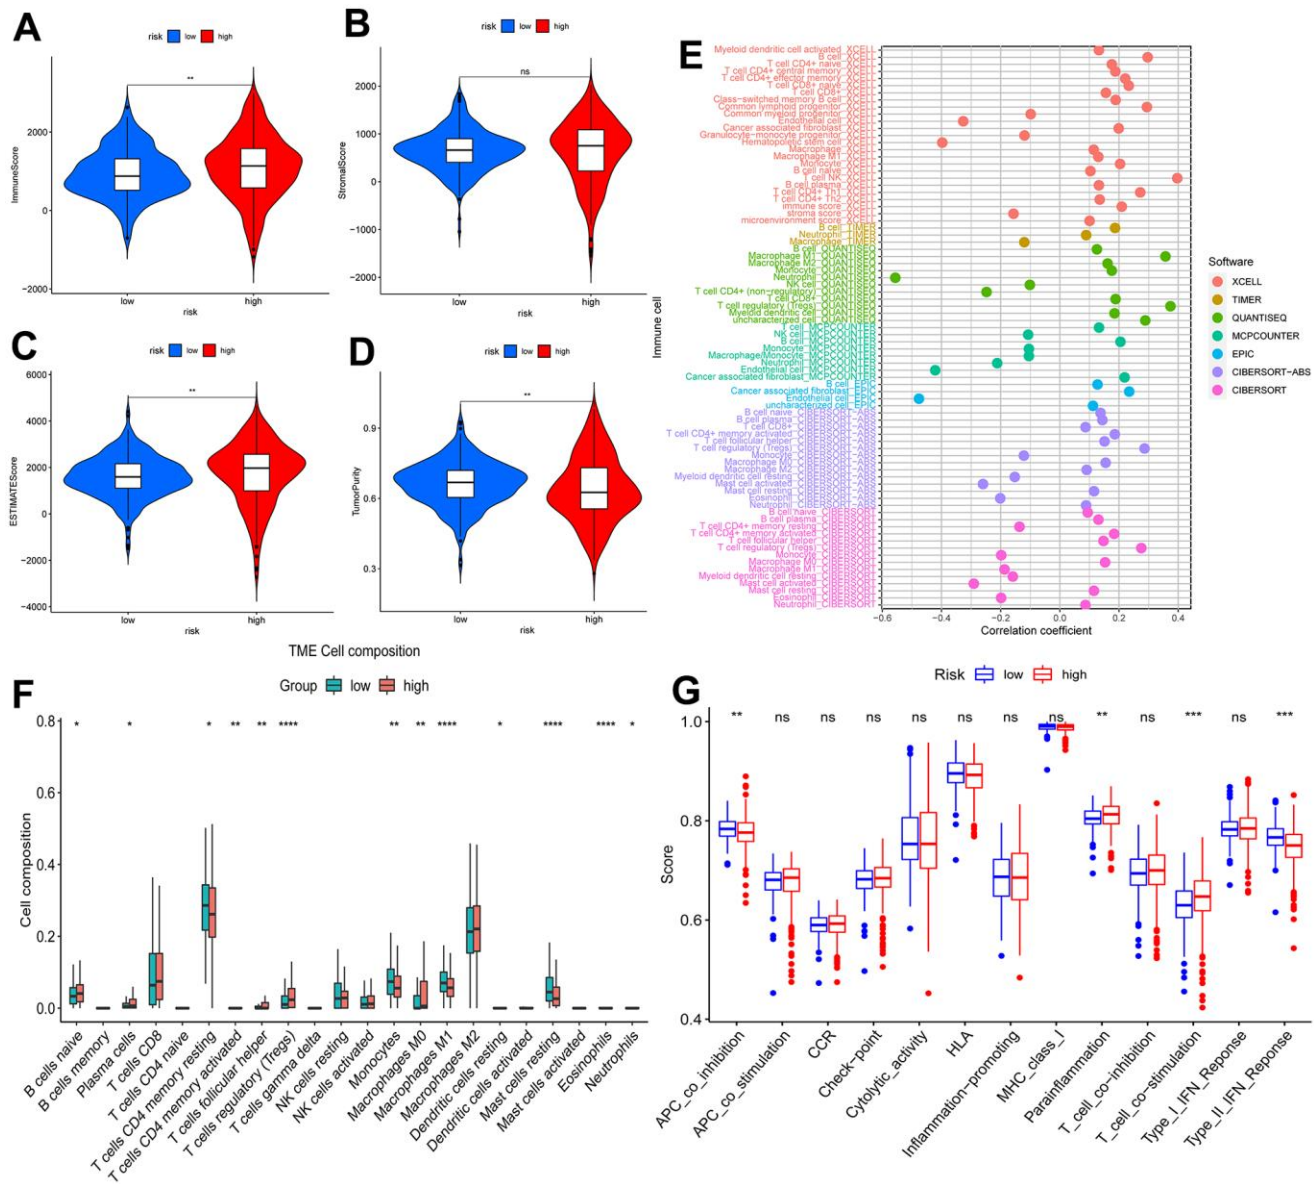 A
risk low high
**
ImmuneScore
2000
0
−2000
low
high
risk
B
risk low high
ns
StromalScore
2000
1000
0
−1000
−2000
low
high
risk
C
risk low high
**
ESTIMATEScore
6000
4000
2000
0
−2000
−4000
low
high
risk
D
risk low high
**
TumorPurity
0.9
0.6
0.3
low
high
risk
E
Immune cell
Myeloid dendritic cell activated_XCELL
B cell_XCELL
T cell CD4+ naive_XCELL
T cell CD4+ central memory_XCELL
T cell CD4+ effector memory_XCELL
T cell CD8+ naive_XCELL
T cell CD8+_XCELL
Class−switched memory B cell_XCELL
Common lymphoid progenitor_XCELL
Common myeloid progenitor_XCELL
Endothelial cell_XCELL
Cancer associated fibroblast_XCELL
Granulocyte−monocyte progenitor_XCELL
Hematopoietic stem cell_XCELL
Macrophage_XCELL
Macrophage M1_XCELL
Monocyte_XCELL
B cell naive_XCELL
T cell NK_XCELL
B cell plasma_XCELL
T cell CD4+ Th1_XCELL
T cell CD4+ Th2_XCELL
immune score_XCELL
stroma score_XCELL
microenvironment score_XCELL
B cell_TIMER
Neutrophil_TIMER
Macrophage_TIMER
B cell_QUANTISEQ
Macrophage M1_QUANTISEQ
Macrophage M2_QUANTISEQ
Monocyte_QUANTISEQ
Neutrophil_QUANTISEQ
NK cell_QUANTISEQ
T cell CD4+ (non−regulatory)_QUANTISEQ
T cell CD8+_QUANTISEQ
T cell regulatory (Tregs)_QUANTISEQ
Myeloid dendritic cell_QUANTISEQ
uncharacterized cell_QUANTISEQ
T cell_MCPCOUNTER
NK cell_MCPCOUNTER
B cell_MCPCOUNTER
Monocyte_MCPCOUNTER
Macrophage/Monocyte_MCPCOUNTER
Neutrophil_MCPCOUNTER
Endothelial cell_MCPCOUNTER
Cancer associated fibroblast_MCPCOUNTER
B cell_EPIC
Cancer associated fibroblast_EPIC
Endothelial cell_EPIC
uncharacterized cell_EPIC
B cell naive_CIBERSORT−ABS
B cell plasma_CIBERSORT−ABS
T cell CD8+_CIBERSORT−ABS
T cell CD4+ memory activated_CIBERSORT−ABS
T cell follicular helper_CIBERSORT−ABS
T cell regulatory (Tregs)_CIBERSORT−ABS
Monocyte_CIBERSORT−ABS
Macrophage M0_CIBERSORT−ABS
Macrophage M2_CIBERSORT−ABS
Myeloid dendritic cell resting_CIBERSORT−ABS
Mast cell activated_CIBERSORT−ABS
Mast cell resting_CIBERSORT−ABS
Eosinophil_CIBERSORT−ABS
Neutrophil_CIBERSORT−ABS
B cell naive_CIBERSORT
B cell plasma_CIBERSORT
T cell CD4+ memory resting_CIBERSORT
T cell CD4+ memory activated_CIBERSORT
T cell follicular helper_CIBERSORT
T cell regulatory (Tregs)_CIBERSORT
Monocyte_CIBERSORT
Macrophage M0_CIBERSORT
Macrophage M1_CIBERSORT
Myeloid dendritic cell resting_CIBERSORT
Mast cell activated_CIBERSORT
Mast cell resting_CIBERSORT
Eosinophil_CIBERSORT
Neutrophil_CIBERSORT
−0.6 −0.4 −0.2 0.0 0.2 0.4
Correlation coefficient
Software
XCELL
TIMER
QUANTISEQ
MCPCOUNTER
EPIC
CIBERSORT−ABS
CIBERSORT
TME Cell composition
F
Group low high
* * * ** ** **** ** ** **** * **** **** *
Cell composition
0.8
0.6
0.4
0.2
0.0
B cells naive
B cells memory
Plasma cells
T cells CD8
T cells CD4 naive
T cells CD4 memory resting
T cells CD4 memory activated
T cells follicular helper
T cells regulatory (Tregs)
T cells gamma delta
NK cells resting
NK cells activated
Monocytes
Macrophages M0
Macrophages M1
Macrophages M2
Dendritic cells resting
Dendritic cells activated
Mast cells resting
Mast cells activated
Eosinophils
Neutrophils
G
Risk low high
** ns ns ns ns ns ns ns ** ns *** ns ***
Score
1.0
0.8
0.6
0.4
APC_co_inhibition
APC_co_stimulation
CCR
Check−point
Cytolytic_activity
HLA
Inflammation−promoting
MHC_class_I
Parainflammation
T_cell_co−inhibition
T_cell_co−stimulation
Type_I_IFN_Reponse
Type_II_IFN_Reponse